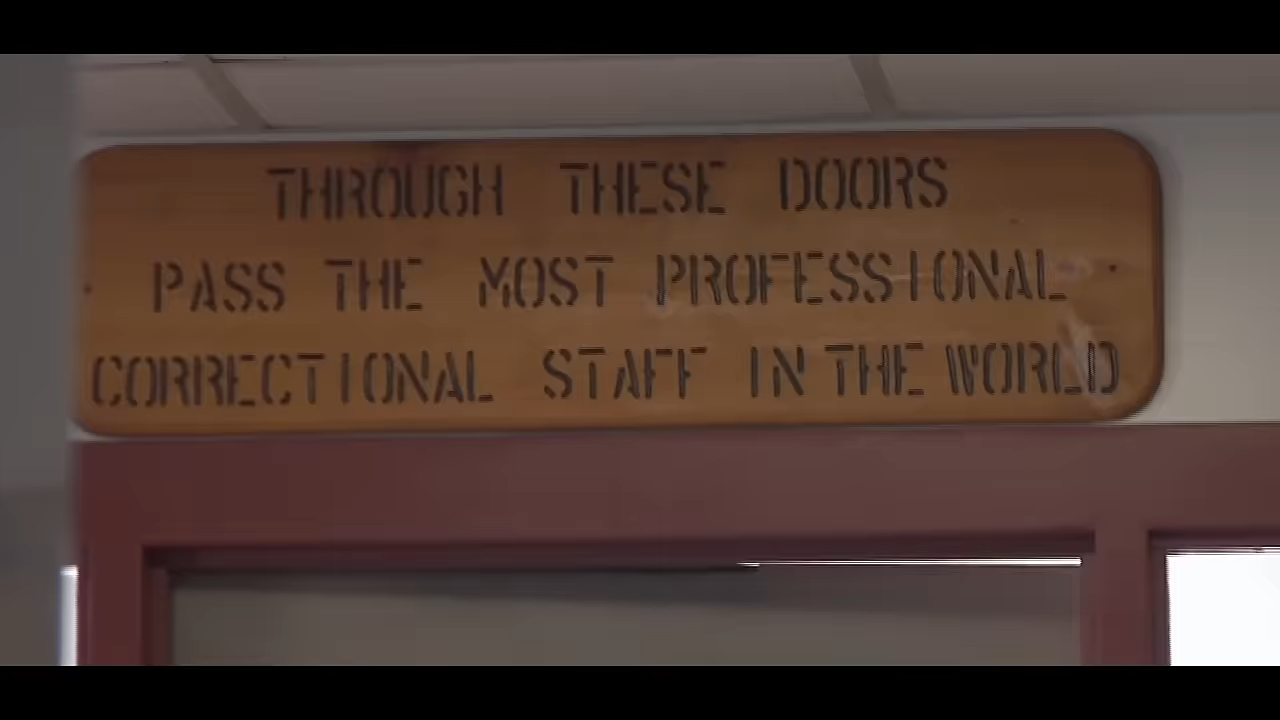 THROUGH THESE DOORS
PASS THE MOST PROFESSIONAL
CORRECTIONAL STAFF IN THE WORLD